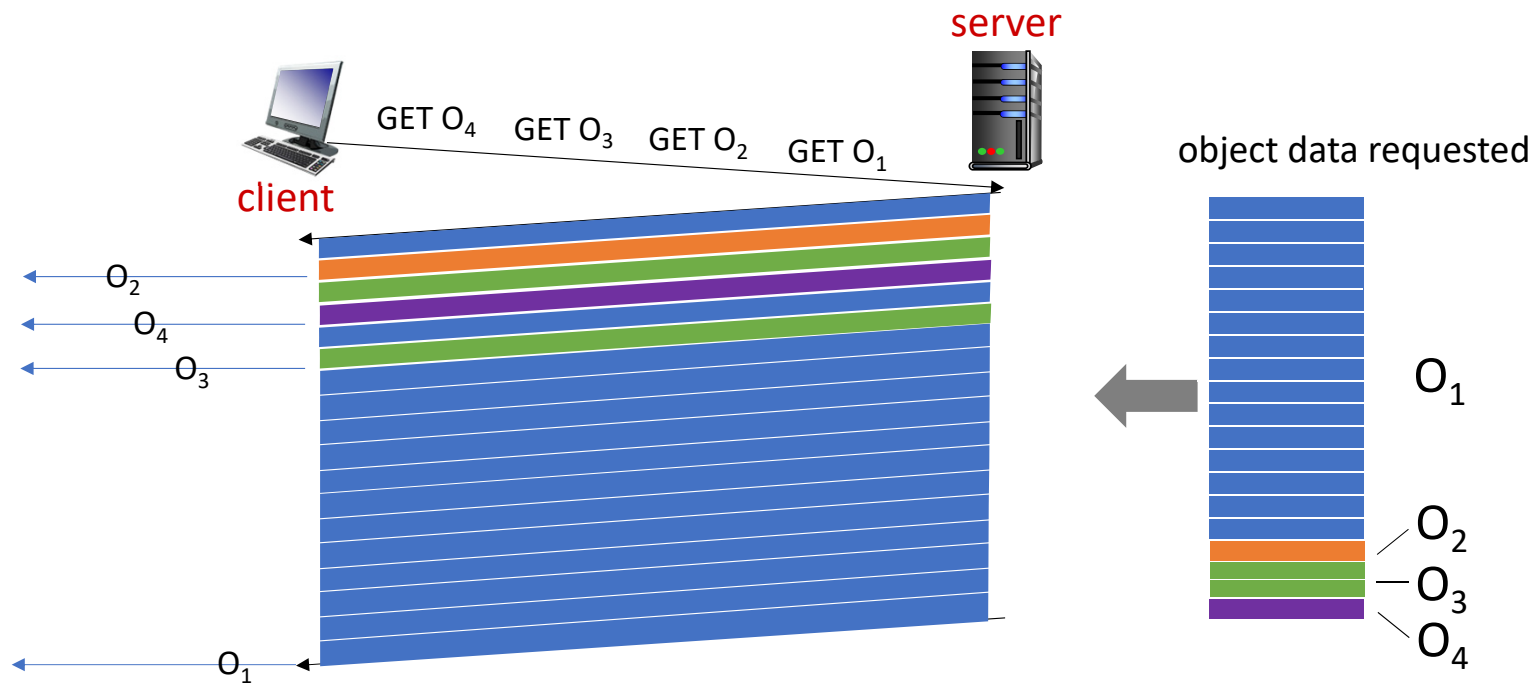 server
GET O₄
GET O₃
GET O₂
GET O₁
object data requested
client
O₂
O₄
O₃
O₁
O₁
O₂
O₃
O₄